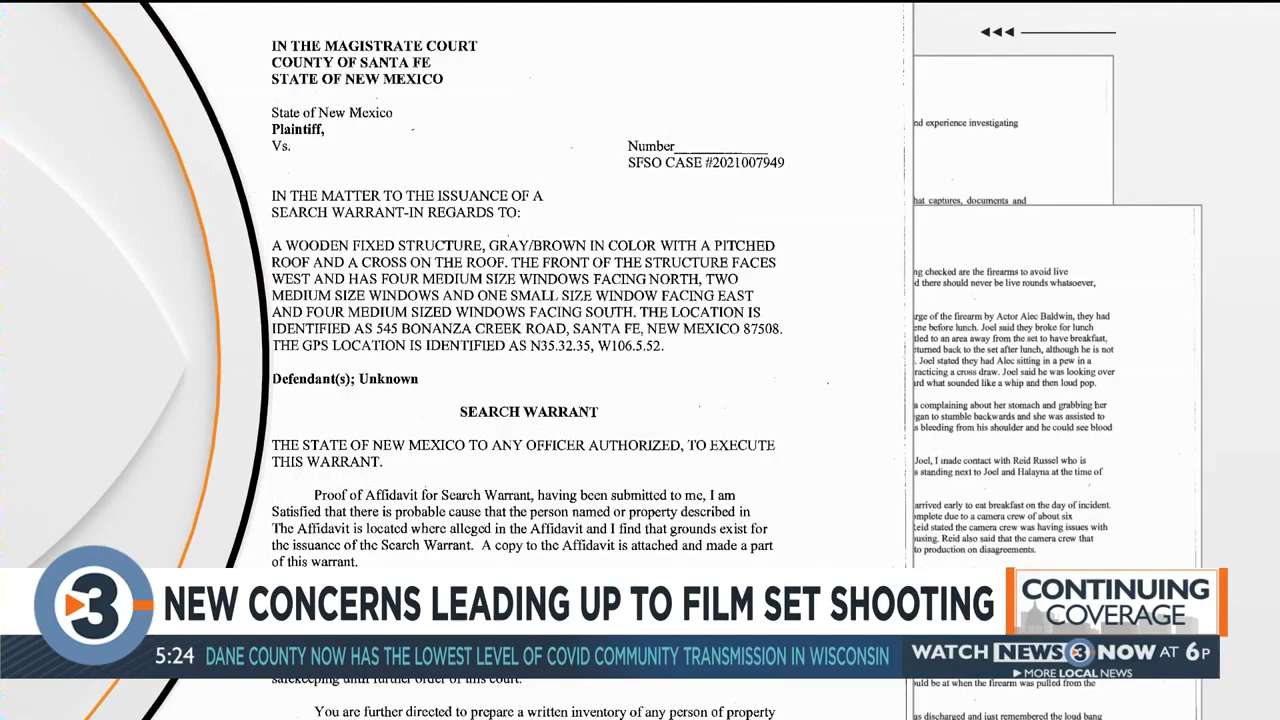 IN THE MAGISTRATE COURT
COUNTY OF SANTA FE
STATE OF NEW MEXICO
State of New Mexico
Plaintiff,
Vs.
Number
SFSO CASE #2021007949
IN THE MATTER TO THE ISSUANCE OF A
SEARCH WARRANT-IN REGARDS TO:
A WOODEN FIXED STRUCTURE, GRAY/BROWN IN COLOR WITH A PITCHED
ROOF AND A CROSS ON THE ROOF. THE FRONT OF THE STRUCTURE FACES
WEST AND HAS FOUR MEDIUM SIZE WINDOWS FACING NORTH, TWO
MEDIUM SIZE WINDOWS AND ONE SMALL SIZE WINDOW FACING EAST
AND FOUR MEDIUM SIZED WINDOWS FACING SOUTH. THE LOCATION IS
IDENTIFIED AS 545 BONANZA CREEK ROAD, SANTA FE, NEW MEXICO 87508.
THE GPS LOCATION IS IDENTIFIED AS N35.32.35, W106.5.52.
Defendant(s); Unknown
SEARCH WARRANT
THE STATE OF NEW MEXICO TO ANY OFFICER AUTHORIZED, TO EXECUTE
THIS WARRANT.
Proof of Affidavit for Search Warrant, having been submitted to me, I am
Satisfied that there is probable cause that the person named or property described in
The Affidavit is located where alleged in the Affidavit and I find that grounds exist for
the issuance of the Search Warrant. A copy to the Affidavit is attached and made a part
of this warrant.
safekeeping until further order of this court.
You are further directed to prepare a written inventory of any person of property
nd experience investigating
hat captures, documents and
ng checked are the firearms to avoid live
d there should never be live rounds whatsoever,
rge of the firearm by Actor Alec Baldwin, they had
ene before lunch. Joel said they broke for lunch
tled to an area away from the set to have breakfast,
eturned back to the set after lunch, although he is not
. Joel stated they had Alec sitting in a pew in a
racticing a cross draw. Joel said he was looking over
rd what sounded like a whip and then loud pop.
a complaining about her stomach and grabbing her
gan to stumble backwards and she was assisted to
s bleeding from his shoulder and he could see blood
Joel, I made contact with Reid Russel who is
s standing next to Joel and Halayna at the time of
arrived early to eat breakfast on the day of incident.
mplete due to a camera crew of about six
Reid stated the camera crew was having issues with
ousing. Reid also said that the camera crew that
to production on disagreements.
uld be at when the firearm was pulled from the
as discharged and just remembered the loud bang
3
NEW CONCERNS LEADING UP TO FILM SET SHOOTING
CONTINUING
COVERAGE
5:24 DANE COUNTY NOW HAS THE LOWEST LEVEL OF COVID COMMUNITY TRANSMISSION IN WISCONSIN
WATCH NEWS 3 NOW AT 6P
MORE LOCAL NEWS